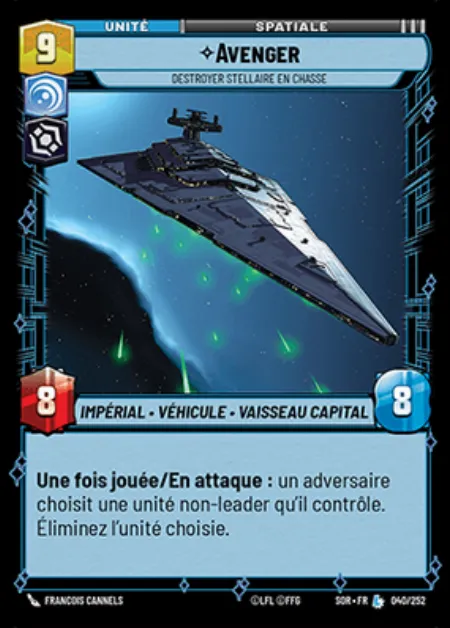 UNITÉ SPATIALE
9
AVENGER
DESTROYER STELLAIRE EN CHASSE
8
IMPÉRIAL • VÉHICULE • VAISSEAU CAPITAL
8
Une fois jouée/En attaque : un adversaire
choisit une unité non-leader qu'il contrôle.
Éliminez l'unité choisie.
FRANCOIS CANNELS
©LFL ©FFG
SOR • FR L 040/252